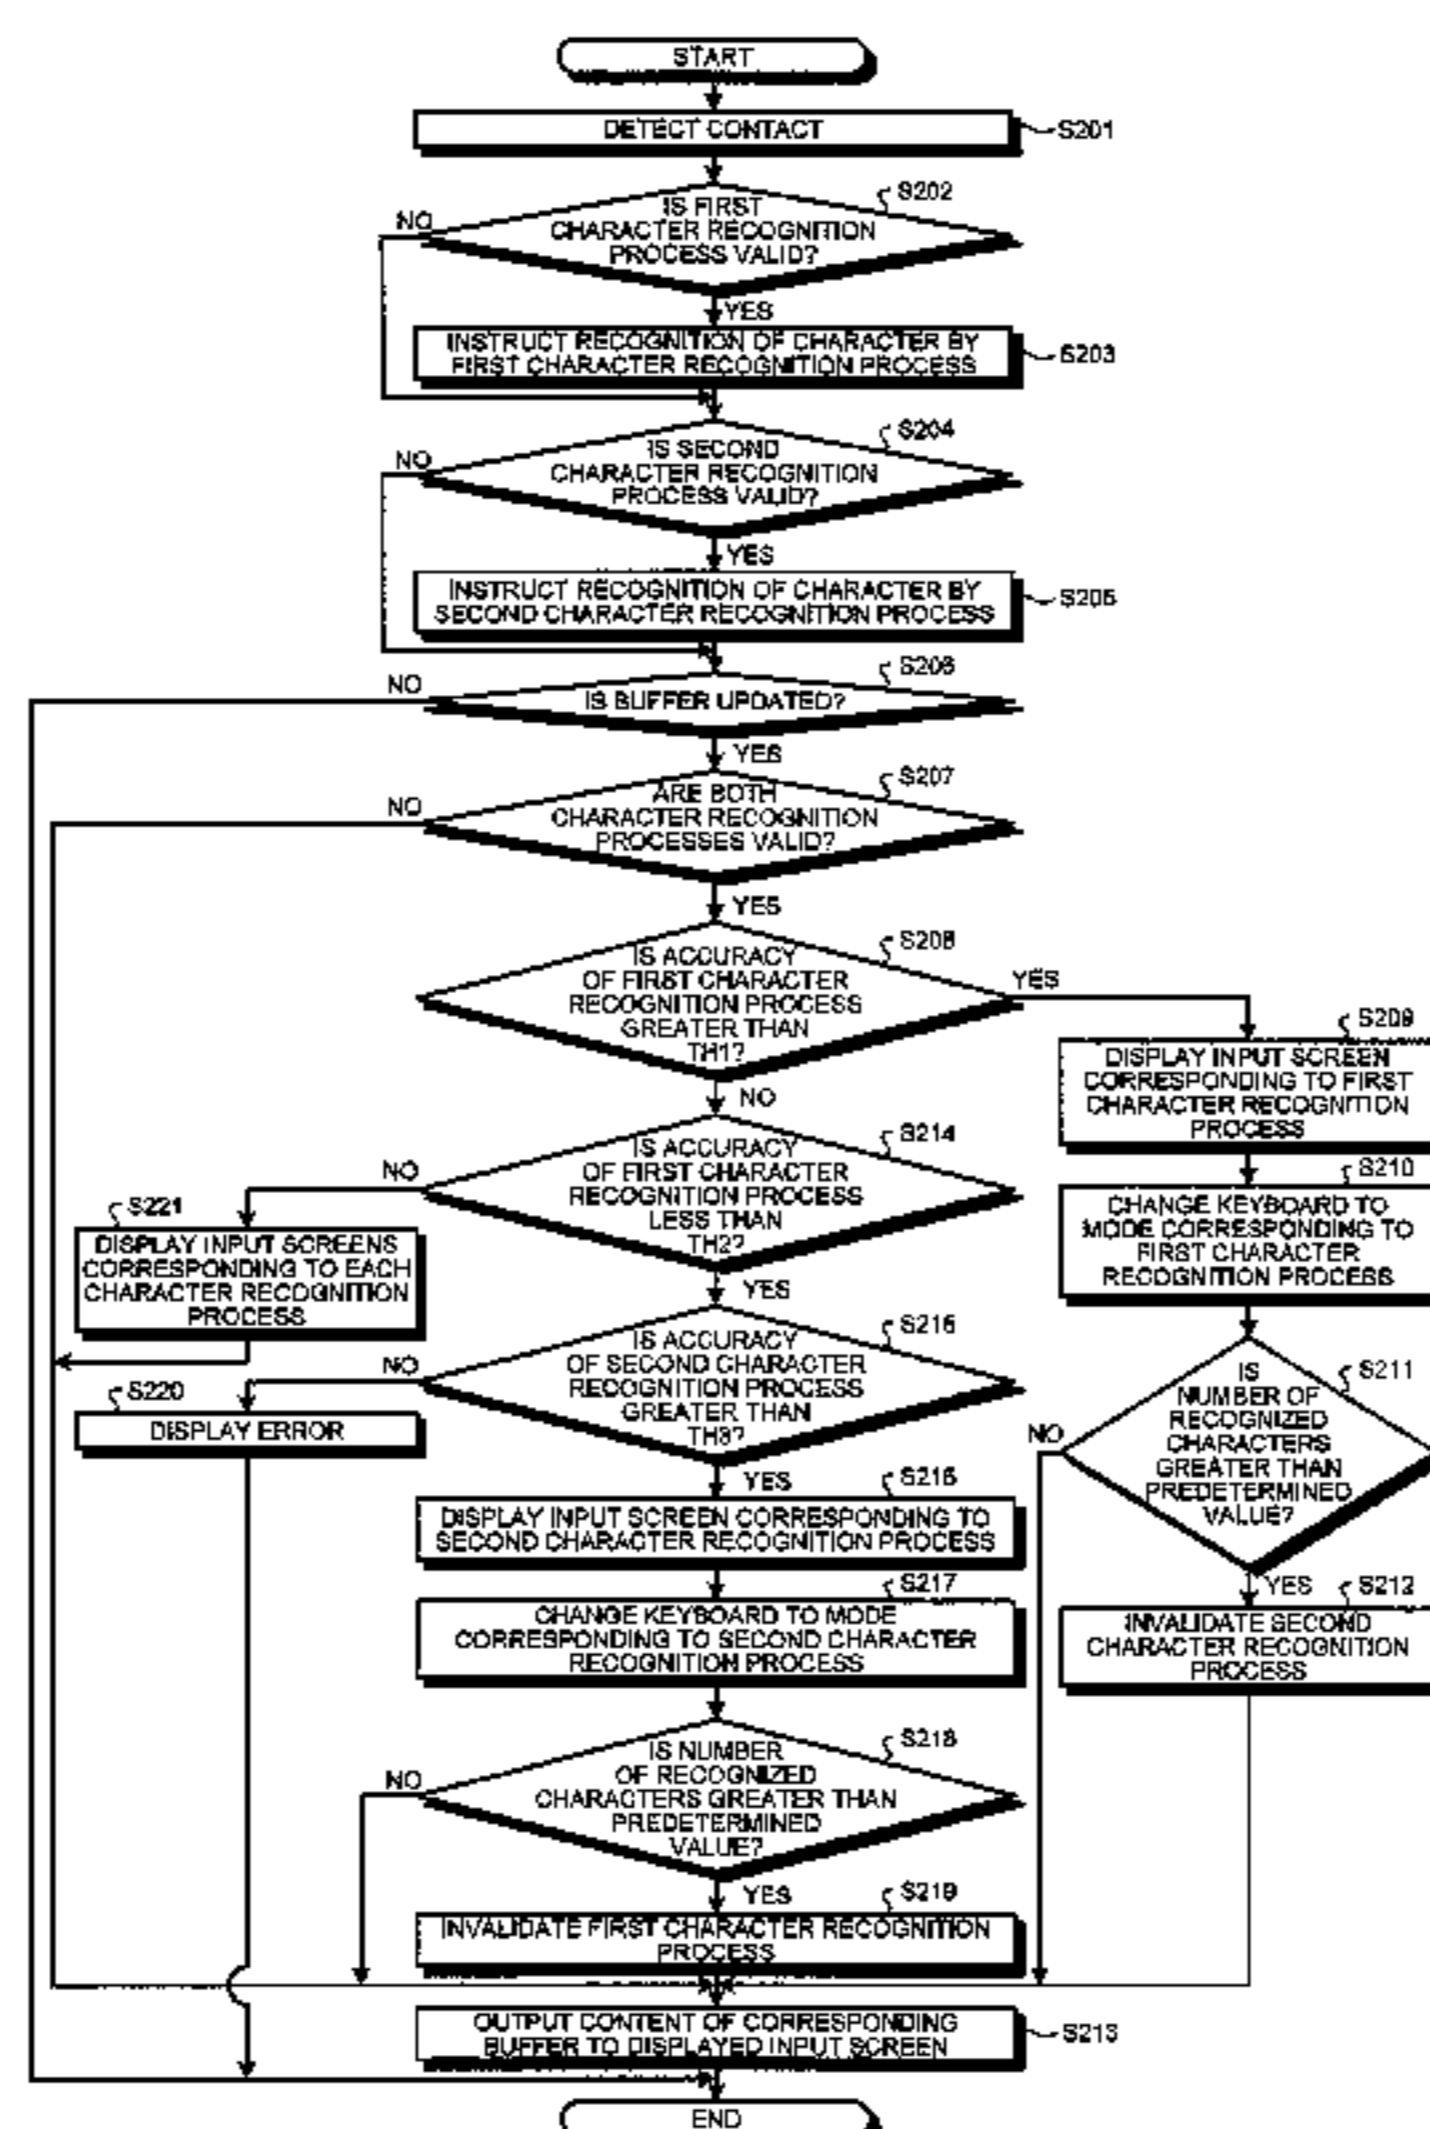 START
DETECT CONTACT
S201
S202
NO
IS FIRST
CHARACTER RECOGNITION
PROCESS VALID?
YES
INSTRUCT RECOGNITION OF CHARACTER BY
FIRST CHARACTER RECOGNITION PROCESS
S203
S204
NO
IS SECOND
CHARACTER RECOGNITION
PROCESS VALID?
YES
INSTRUCT RECOGNITION OF CHARACTER BY
SECOND CHARACTER RECOGNITION PROCESS
S205
S206
NO
IS BUFFER UPDATED?
YES
S207
NO
ARE BOTH
CHARACTER RECOGNITION
PROCESSES VALID?
YES
S208
IS ACCURACY
OF FIRST CHARACTER
RECOGNITION PROCESS
GREATER THAN
TH1?
YES
NO
S209
DISPLAY INPUT SCREEN
CORRESPONDING TO FIRST
CHARACTER RECOGNITION
PROCESS
S210
CHANGE KEYBOARD TO
MODE CORRESPONDING TO
FIRST CHARACTER
RECOGNITION PROCESS
S211
IS
NUMBER OF
RECOGNIZED
CHARACTERS
GREATER THAN
PREDETERMINED
VALUE?
NO
YES
S212
INVALIDATE SECOND
CHARACTER RECOGNITION
PROCESS
S214
IS ACCURACY
OF FIRST CHARACTER
RECOGNITION PROCESS
LESS THAN
TH2?
NO
YES
S221
DISPLAY INPUT SCREENS
CORRESPONDING TO EACH
CHARACTER RECOGNITION
PROCESS
S215
IS ACCURACY
OF SECOND CHARACTER
RECOGNITION PROCESS
GREATER THAN
TH3?
NO
YES
S220
DISPLAY ERROR
S216
DISPLAY INPUT SCREEN CORRESPONDING TO
SECOND CHARACTER RECOGNITION PROCESS
S217
CHANGE KEYBOARD TO MODE
CORRESPONDING TO SECOND CHARACTER
RECOGNITION PROCESS
S218
IS NUMBER
OF RECOGNIZED
CHARACTERS GREATER THAN
PREDETERMINED
VALUE?
NO
YES
S219
INVALIDATE FIRST CHARACTER RECOGNITION
PROCESS
OUTPUT CONTENT OF CORRESPONDING
BUFFER TO DISPLAYED INPUT SCREEN
S213
END